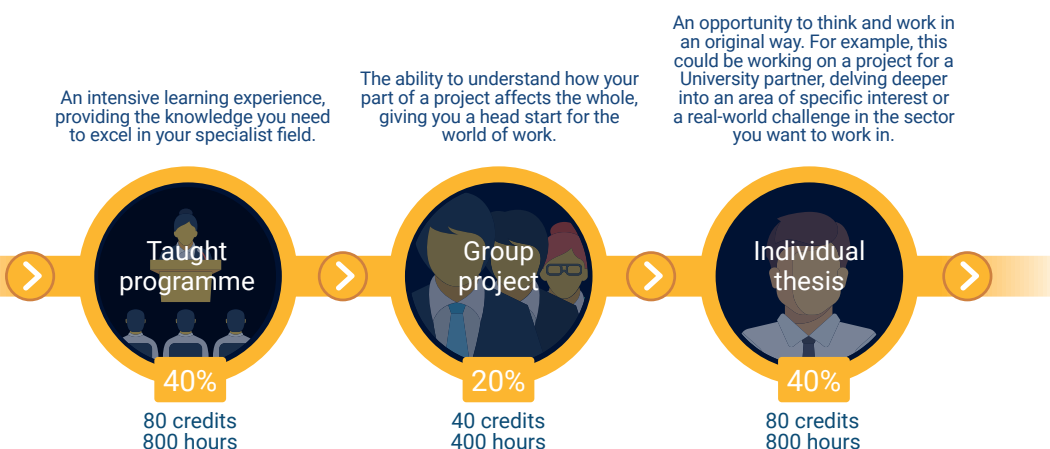 An intensive learning experience,
providing the knowledge you need
to excel in your specialist field.
Taught
programme
40%
80 credits
800 hours
The ability to understand how your
part of a project affects the whole,
giving you a head start for the
world of work.
Group
project
20%
40 credits
400 hours
An opportunity to think and work in
an original way. For example, this
could be working on a project for a
University partner, delving deeper
into an area of specific interest or
a real-world challenge in the sector
you want to work in.
Individual
thesis
40%
80 credits
800 hours